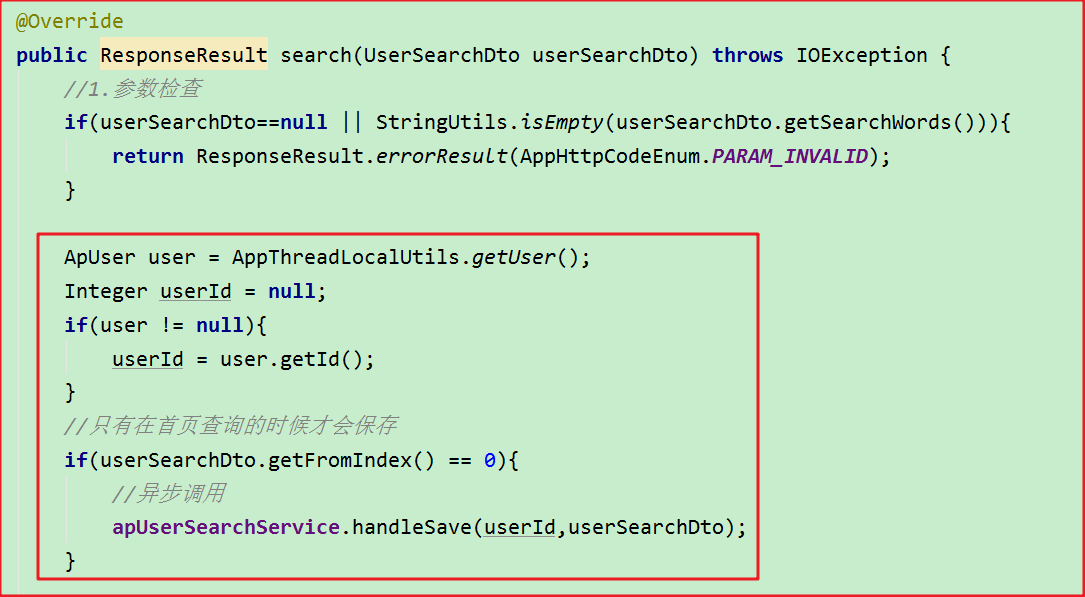 @Override
public ResponseResult search(UserSearchDto userSearchDto) throws IOException {
//1.参数检查
if(userSearchDto==null || StringUtils.isEmpty(userSearchDto.getSearchWords())){
return ResponseResult.errorResult(AppHttpCodeEnum.PARAM_INVALID);
}
ApUser user = AppThreadLocalUtils.getUser();
Integer userId = null;
if(user != null){
userId = user.getId();
}
//只有在首页查询的时候才会保存
if(userSearchDto.getFromIndex() == 0){
//异步调用
apUserSearchService.handleSave(userId,userSearchDto);
}